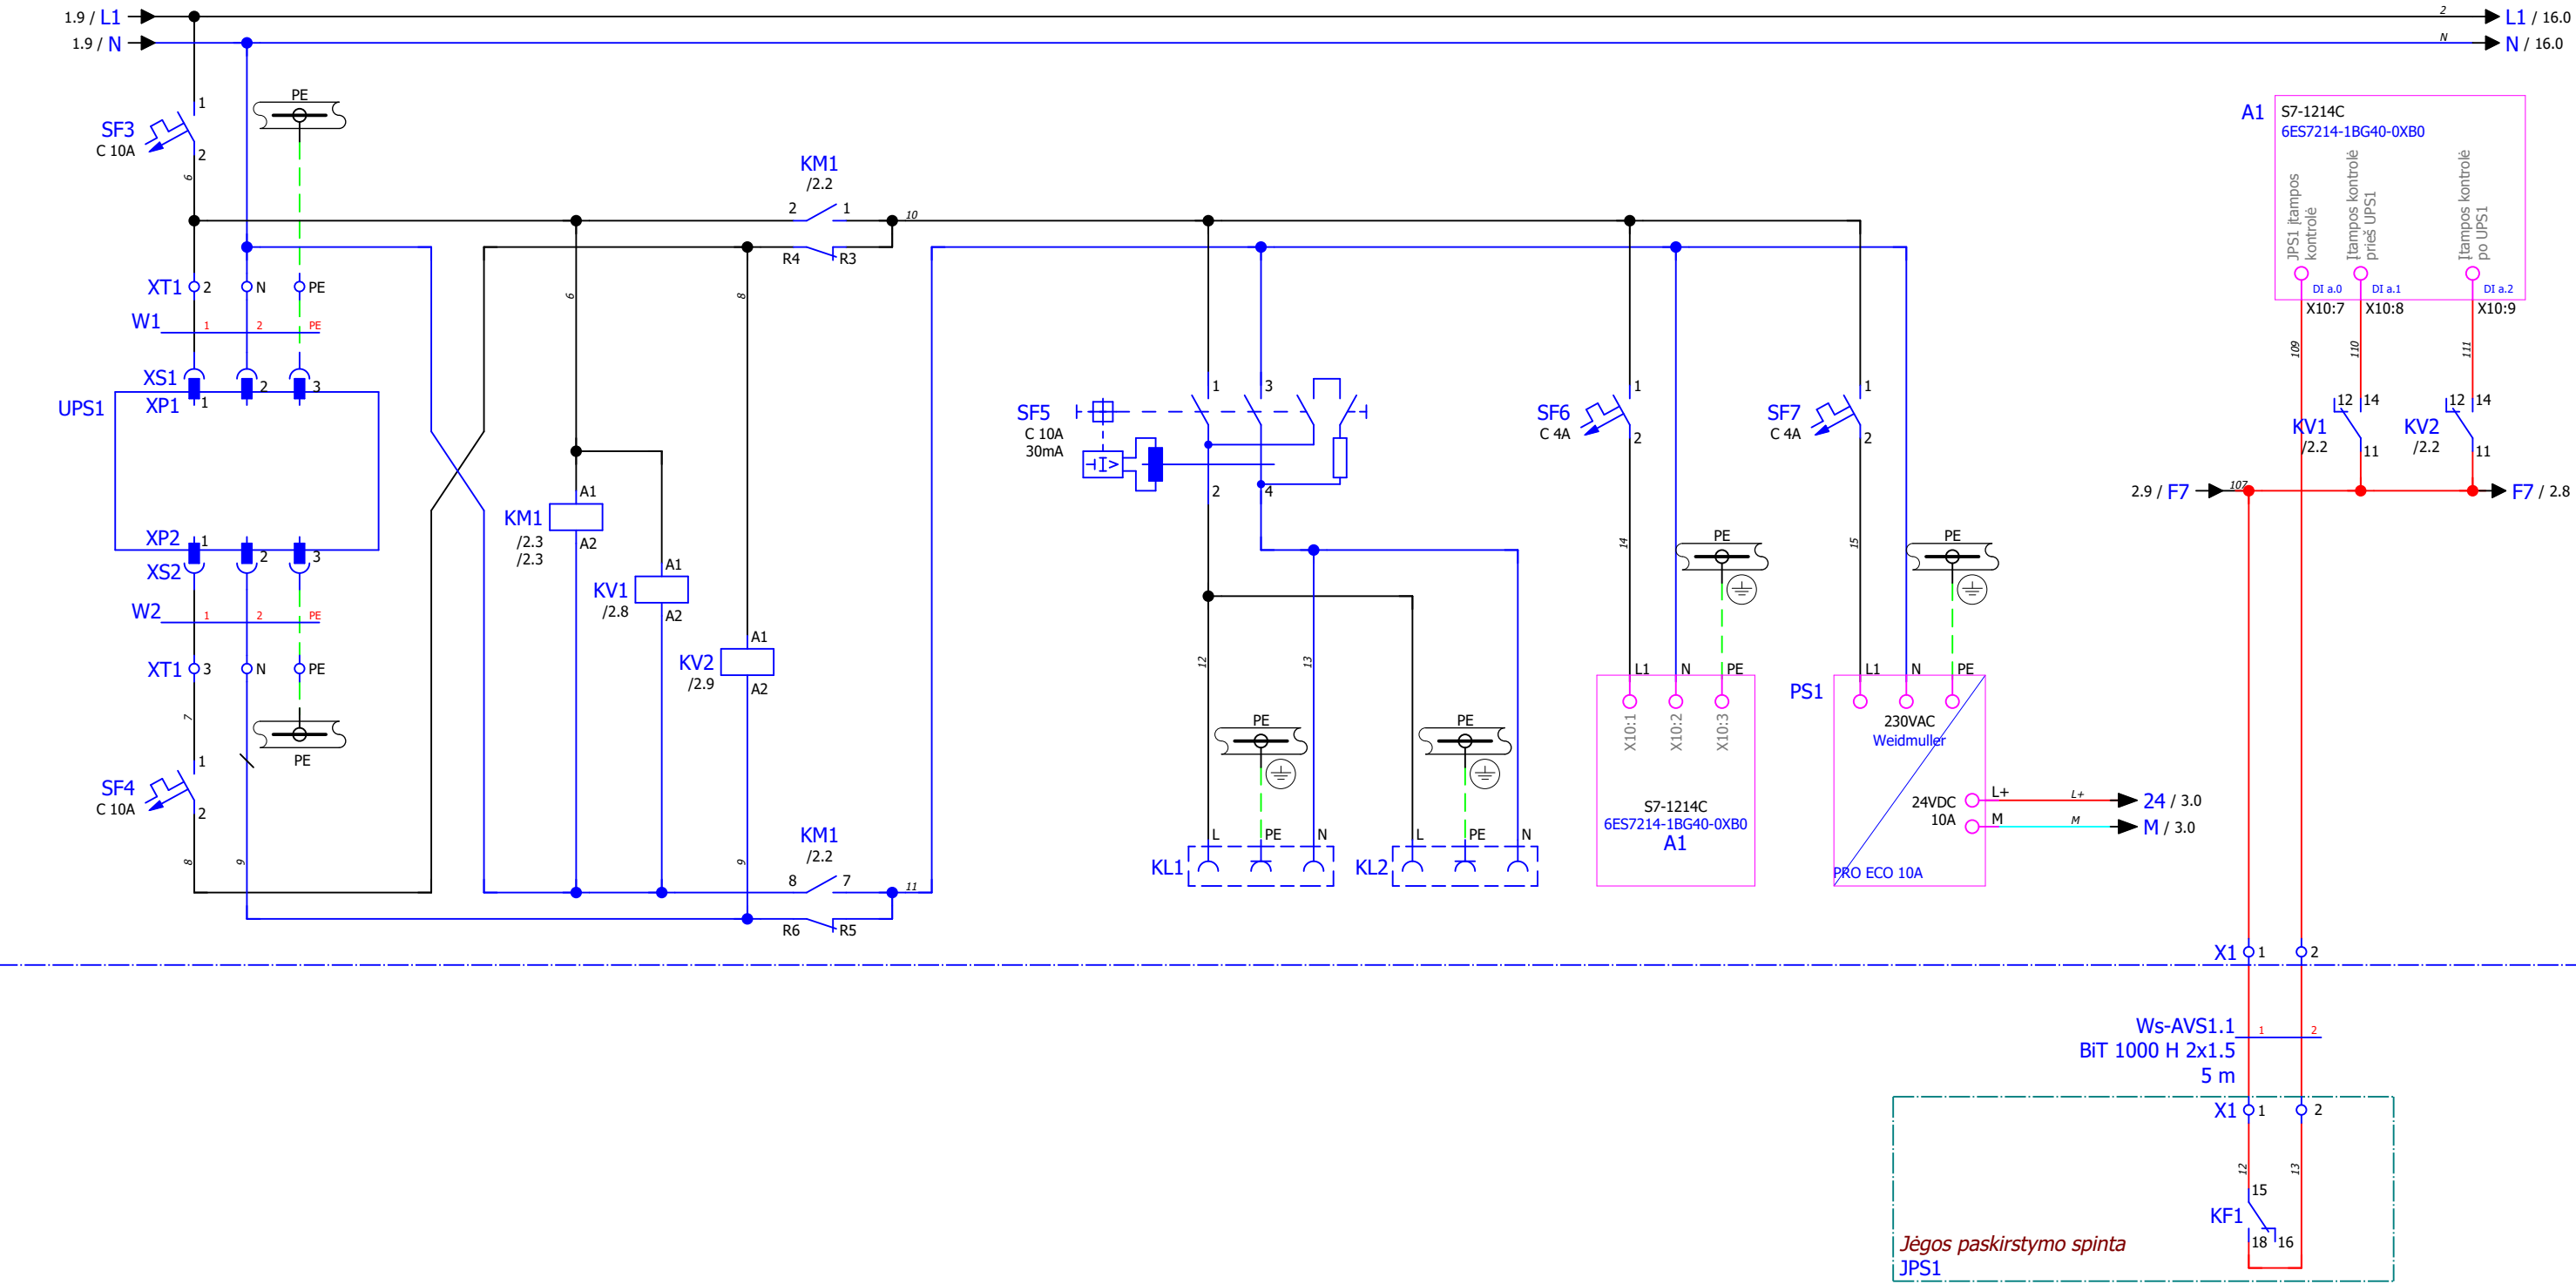 1.9 / L1
2
L1 / 16.0
1.9 / N
N
N / 16.0
SF3
C 10A
1
2
6
PE
KM1
/2.2
2
1
10
R4
R3
XT1
2
N
PE
W1
1
2
PE
XS1
XP1
1
2
3
UPS1
XP2
1
2
3
XS2
W2
1
2
PE
XT1
3
N
PE
7
PE
SF4
C 10A
1
2
8
9
6
8
KM1
/2.3
/2.3
A1
A2
KV1
/2.8
A1
A2
KV2
/2.9
A1
A2
9
KM1
/2.2
8
7
11
R6
R5
SF5
C 10A
30mA
1
3
2
4
I>
12
13
PE
PE
L
PE
N
KL1
L
PE
N
KL2
SF6
C 4A
1
2
14
PE
L1
N
PE
X10:1
X10:2
X10:3
S7-1214C
6ES7214-1BG40-0XB0
A1
SF7
C 4A
1
2
15
PE
PS1
L1
N
PE
230VAC
Weidmuller
24VDC
10A
L+
M
L+
M
24 / 3.0
M / 3.0
PRO ECO 10A
A1
S7-1214C
6ES7214-1BG40-0XB0
JPS1 įtampos
kontrolė
Įtampos kontrolė
prieš UPS1
Įtampos kontrolė
po UPS1
DI a.0
DI a.1
DI a.2
X10:7
X10:8
X10:9
109
110
111
KV1
/2.2
12
14
11
KV2
/2.2
12
14
11
2.9 / F7
107
F7 / 2.8
X1
1
2
Ws-AVS1.1
BiT 1000 H 2x1.5
5 m
1
2
X1
1
2
12
13
15
KF1
18
16
Jėgos paskirstymo spinta
JPS1